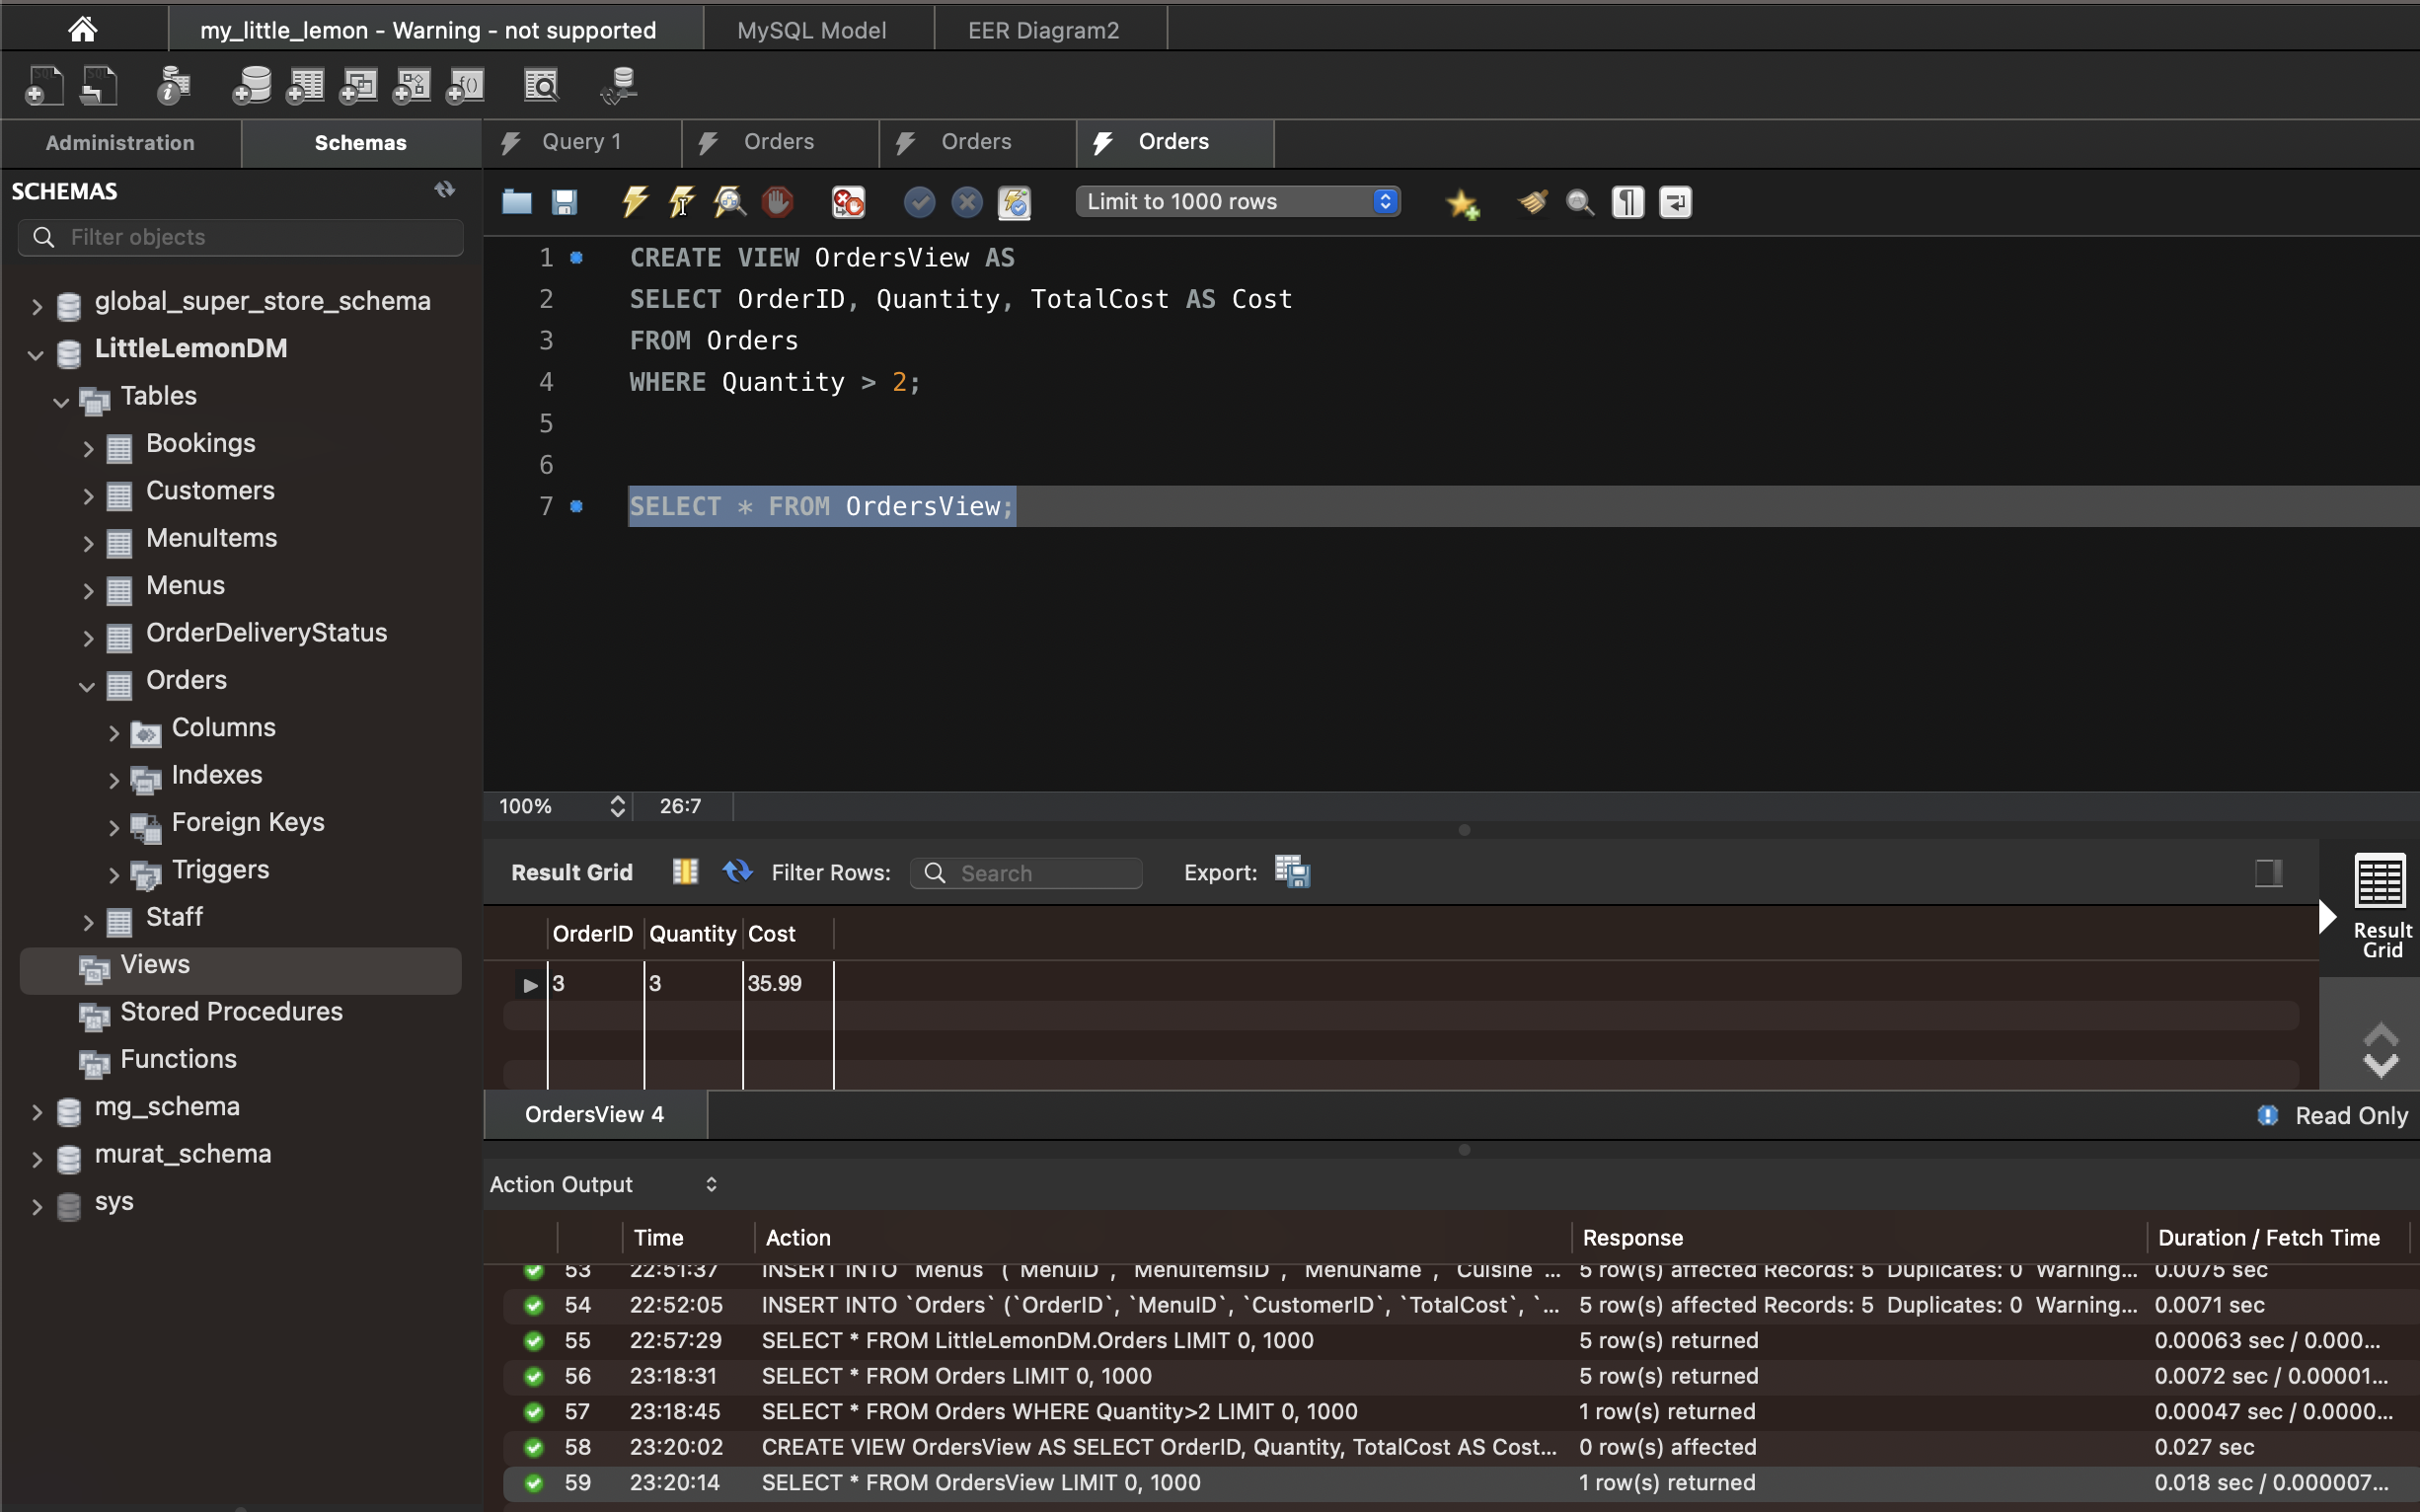 my_little_lemon - Warning - not supported
MySQL Model
EER Diagram2
Administration
Schemas
Query 1
Orders
Orders
Orders
SCHEMAS
Filter objects
Limit to 1000 rows
global_super_store_schema
LittleLemonDM
Tables
Bookings
Customers
MenuItems
Menus
OrderDeliveryStatus
Orders
Columns
Indexes
Foreign Keys
Triggers
Staff
Views
Stored Procedures
Functions
mg_schema
murat_schema
sys
1 CREATE VIEW OrdersView AS
2 SELECT OrderID, Quantity, TotalCost AS Cost
3 FROM Orders
4 WHERE Quantity > 2;
5
6
7 SELECT * FROM OrdersView;
100%
26:7
Result Grid
Filter Rows:
Search
Export:
OrderID Quantity Cost
3 3 35.99
Result
Grid
OrdersView 4
Read Only
Action Output
Time Action Response Duration / Fetch Time
53 22:51:37 INSERT INTO `Menus` (`MenuID`, `MenuItemsID`, `MenuName`, `Cuisine`... 5 row(s) affected Records: 5 Duplicates: 0 Warning... 0.0075 sec
54 22:52:05 INSERT INTO `Orders` (`OrderID`, `MenuID`, `CustomerID`, `TotalCost`, `... 5 row(s) affected Records: 5 Duplicates: 0 Warning... 0.0071 sec
55 22:57:29 SELECT * FROM LittleLemonDM.Orders LIMIT 0, 1000 5 row(s) returned 0.00063 sec / 0.000...
56 23:18:31 SELECT * FROM Orders LIMIT 0, 1000 5 row(s) returned 0.0072 sec / 0.00001...
57 23:18:45 SELECT * FROM Orders WHERE Quantity>2 LIMIT 0, 1000 1 row(s) returned 0.00047 sec / 0.0000...
58 23:20:02 CREATE VIEW OrdersView AS SELECT OrderID, Quantity, TotalCost AS Cost... 0 row(s) affected 0.027 sec
59 23:20:14 SELECT * FROM OrdersView LIMIT 0, 1000 1 row(s) returned 0.018 sec / 0.000007...